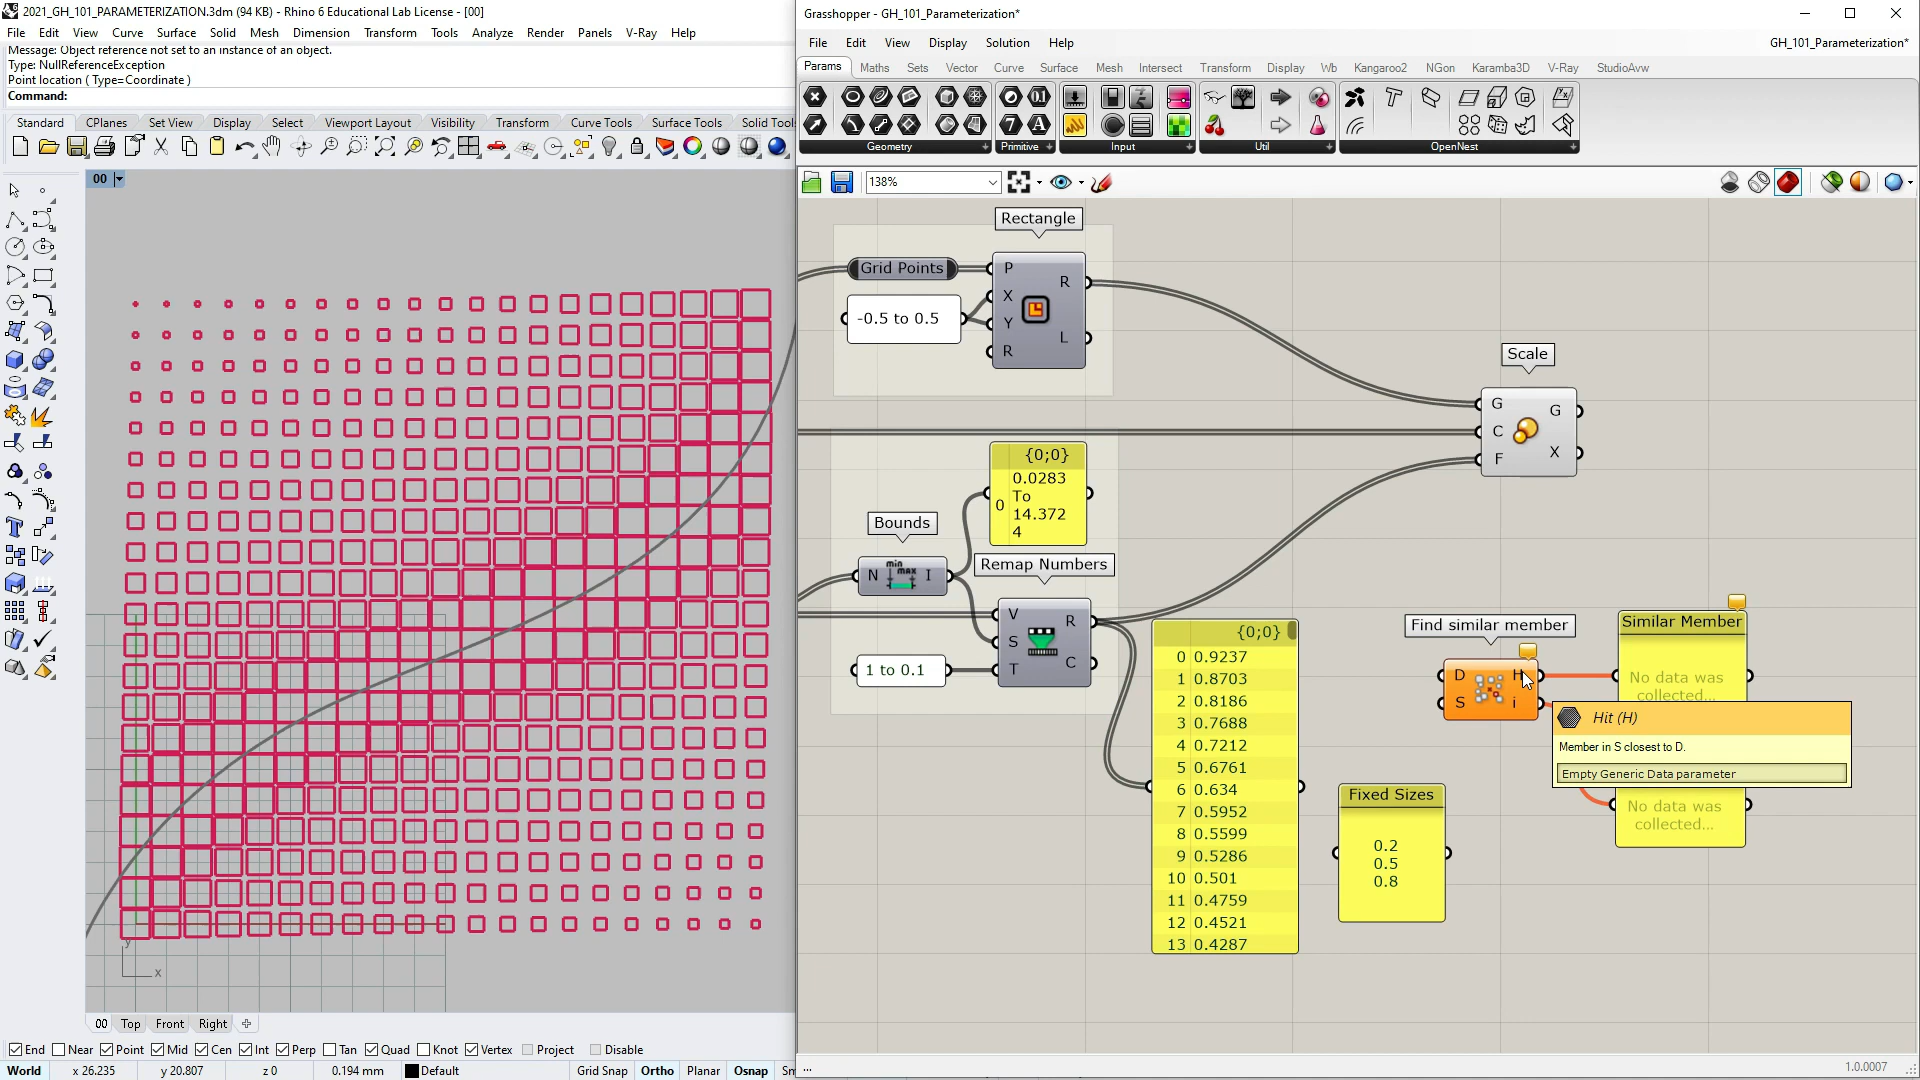 2021_GH_101_PARAMETERIZATION.3dm (94 KB) - Rhino 6 Educational Lab License - [00]
File Edit View Curve Surface Solid Mesh Dimension Transform Tools Analyze Render Panels V-Ray Help
Message: Object reference not set to an instance of an object.
Type: NullReferenceException
Point location ( Type=Coordinate )
Command:
Standard CPlanes Set View Display Select Viewport Layout Visibility Transform Curve Tools Surface Tools Solid Tools
00
y
x
00 Top Front Right
End Near Point Mid Cen Int Perp Tan Quad Knot Vertex Project Disable
World x 26.235 y 20.807 z 0 0.194 mm Default Grid Snap Ortho Planar Osnap Sm
Grasshopper - GH_101_Parameterization*
File Edit View Display Solution Help GH_101_Parameterization*
Params Maths Sets Vector Curve Surface Mesh Intersect Transform Display Wb Kangaroo2 NGon Karamba3D V-Ray StudioAvw
Geometry Primitive Input Util OpenNest
138%
Rectangle
Grid Points
-0.5 to 0.5
P
X
Y
R
R
L
Scale
G
C
F
G
X
{0;0}
0
0.0283
To
14.372
4
Bounds
N min max I
Remap Numbers
V
S
T
R
C
1 to 0.1
{0;0}
0 0.9237
1 0.8703
2 0.8186
3 0.7688
4 0.7212
5 0.6761
6 0.634
7 0.5952
8 0.5599
9 0.5286
10 0.501
11 0.4759
12 0.4521
13 0.4287
Fixed Sizes
0.2
0.5
0.8
Find similar member
D H
S i
Similar Member
No data was
collected...
Hit (H)
Member in S closest to D.
Empty Generic Data parameter
No data was
collected...
...
1.0.0007